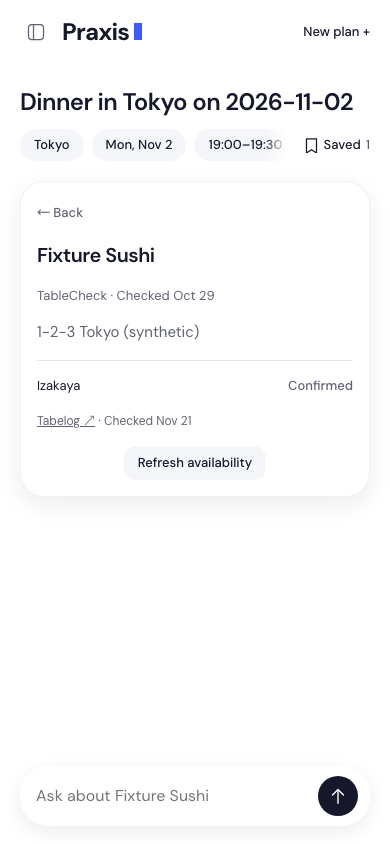 Praxis
New plan +
Dinner in Tokyo on 2026-11-02
Tokyo
Mon, Nov 2
19:00–19:30
Saved 1
← Back
Fixture Sushi
TableCheck · Checked Oct 29
1-2-3 Tokyo (synthetic)
Izakaya
Confirmed
Tabelog ↗ · Checked Nov 21
Refresh availability
Ask about Fixture Sushi